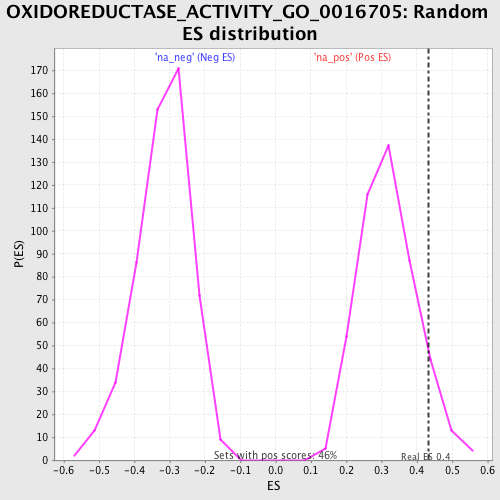 OXIDOREDUCTASE_ACTIVITY_GO_0016705: Random
ES distribution
'na_neg' (Neg ES)
'na_pos' (Pos ES)
170
160
150
140
130
120
110
100
90
80
70
60
50
40
30
20
10
0
P(ES)
Sets with pos scores: 46%
Real ES 0.4
-0.6 -0.5 -0.4 -0.3 -0.2 -0.1 0.0 0.1 0.2 0.3 0.4 0.5 0.6
ES